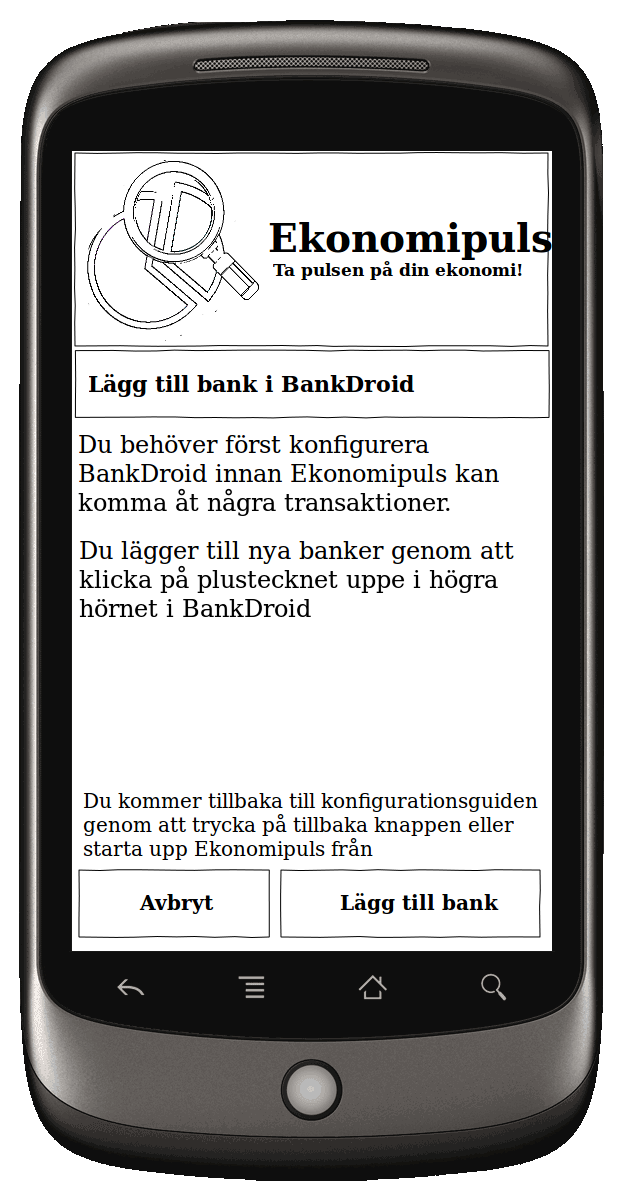 Ekonomipuls
Ta pulsen på din ekonomi!
Lägg till bank i BankDroid
Du behöver först konfigurera
BankDroid innan Ekonomipuls kan
komma åt några transaktioner.
Du lägger till nya banker genom att
klicka på plustecknet uppe i högra
hörnet i BankDroid
Du kommer tillbaka till konfigurationsguiden
genom att trycka på tillbaka knappen eller
starta upp Ekonomipuls från
Avbryt
Lägg till bank